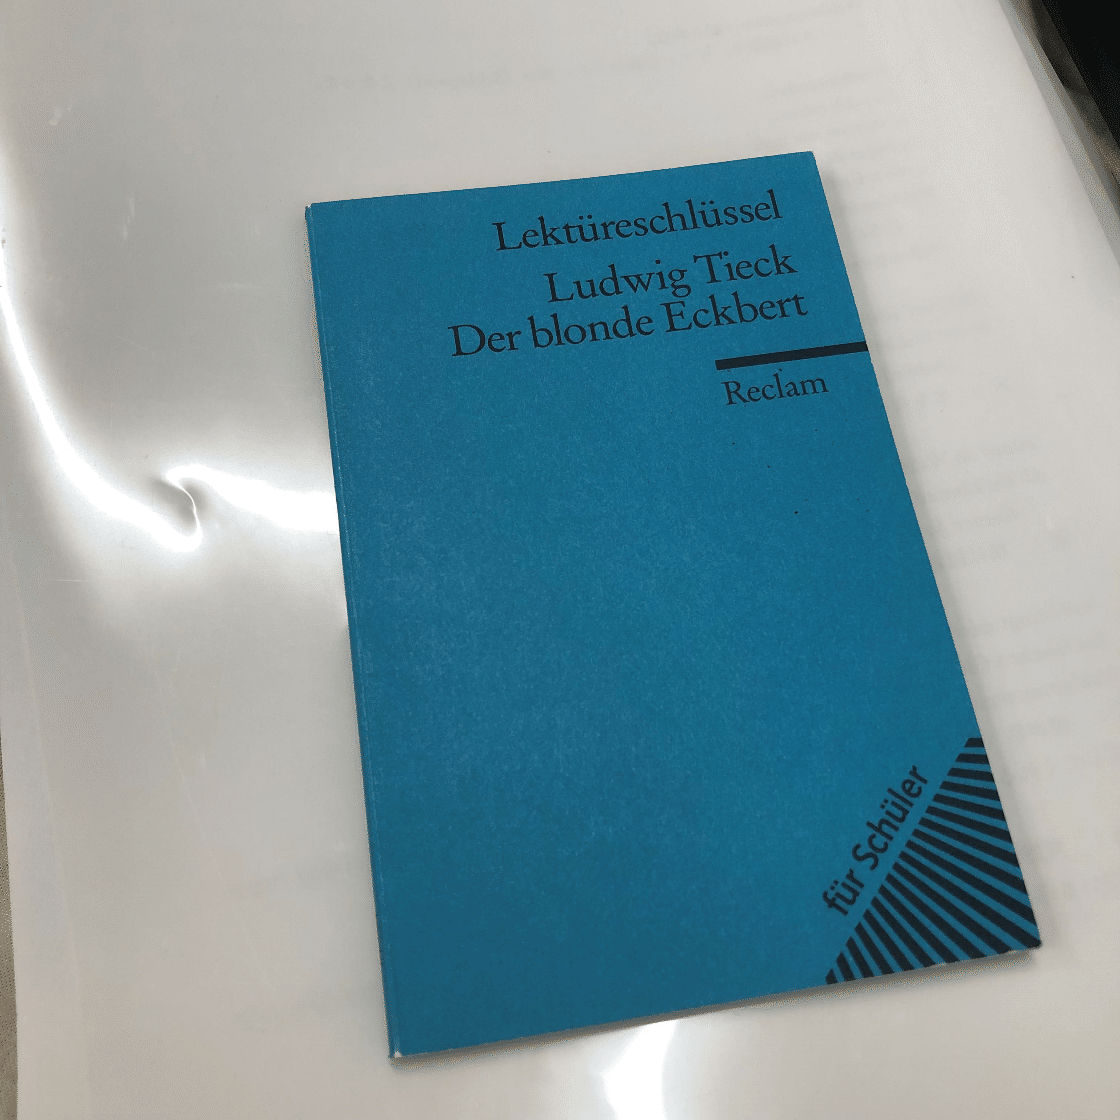 Lektüreschlüssel
Ludwig Tieck
Der blonde Eckbert
Reclam
für Schüler